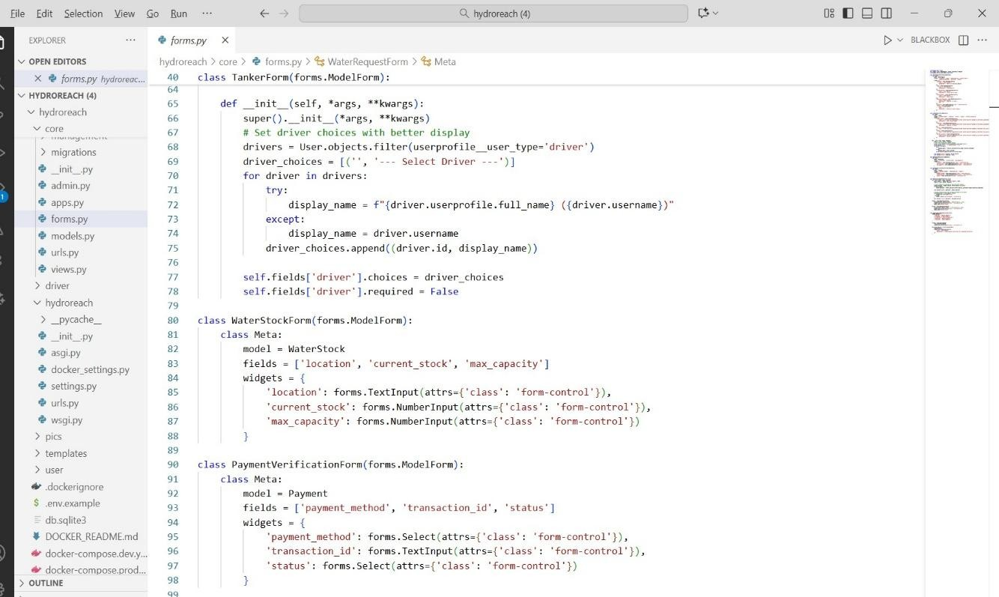 File Edit Selection View Go Run ··· hydroreach (4)
EXPLORER ···
OPEN EDITORS
forms.py hydroreac...
HYDROREACH (4)
hydroreach
core
management
migrations
__init__.py
admin.py
apps.py
forms.py
models.py
urls.py
views.py
driver
hydroreach
__pycache__
__init__.py
asgi.py
docker_settings.py
settings.py
urls.py
wsgi.py
pics
templates
user
.dockerignore
.env.example
db.sqlite3
DOCKER_README.md
docker-compose.dev.y...
docker-compose.prod...
OUTLINE
1
forms.py
BLACKBOX
hydroreach > core > forms.py > WaterRequestForm > Meta
40 class TankerForm(forms.ModelForm):
64
65 def __init__(self, *args, **kwargs):
66 super().__init__(*args, **kwargs)
67 # Set driver choices with better display
68 drivers = User.objects.filter(userprofile__user_type='driver')
69 driver_choices = [('', '--- Select Driver ---')]
70 for driver in drivers:
71 try:
72 display_name = f"{driver.userprofile.full_name} ({driver.username})"
73 except:
74 display_name = driver.username
75 driver_choices.append((driver.id, display_name))
76
77 self.fields['driver'].choices = driver_choices
78 self.fields['driver'].required = False
79
80 class WaterStockForm(forms.ModelForm):
81 class Meta:
82 model = WaterStock
83 fields = ['location', 'current_stock', 'max_capacity']
84 widgets = {
85 'location': forms.TextInput(attrs={'class': 'form-control'}),
86 'current_stock': forms.NumberInput(attrs={'class': 'form-control'}),
87 'max_capacity': forms.NumberInput(attrs={'class': 'form-control'})
88 }
89
90 class PaymentVerificationForm(forms.ModelForm):
91 class Meta:
92 model = Payment
93 fields = ['payment_method', 'transaction_id', 'status']
94 widgets = {
95 'payment_method': forms.Select(attrs={'class': 'form-control'}),
96 'transaction_id': forms.TextInput(attrs={'class': 'form-control'}),
97 'status': forms.Select(attrs={'class': 'form-control'})
98 }
99